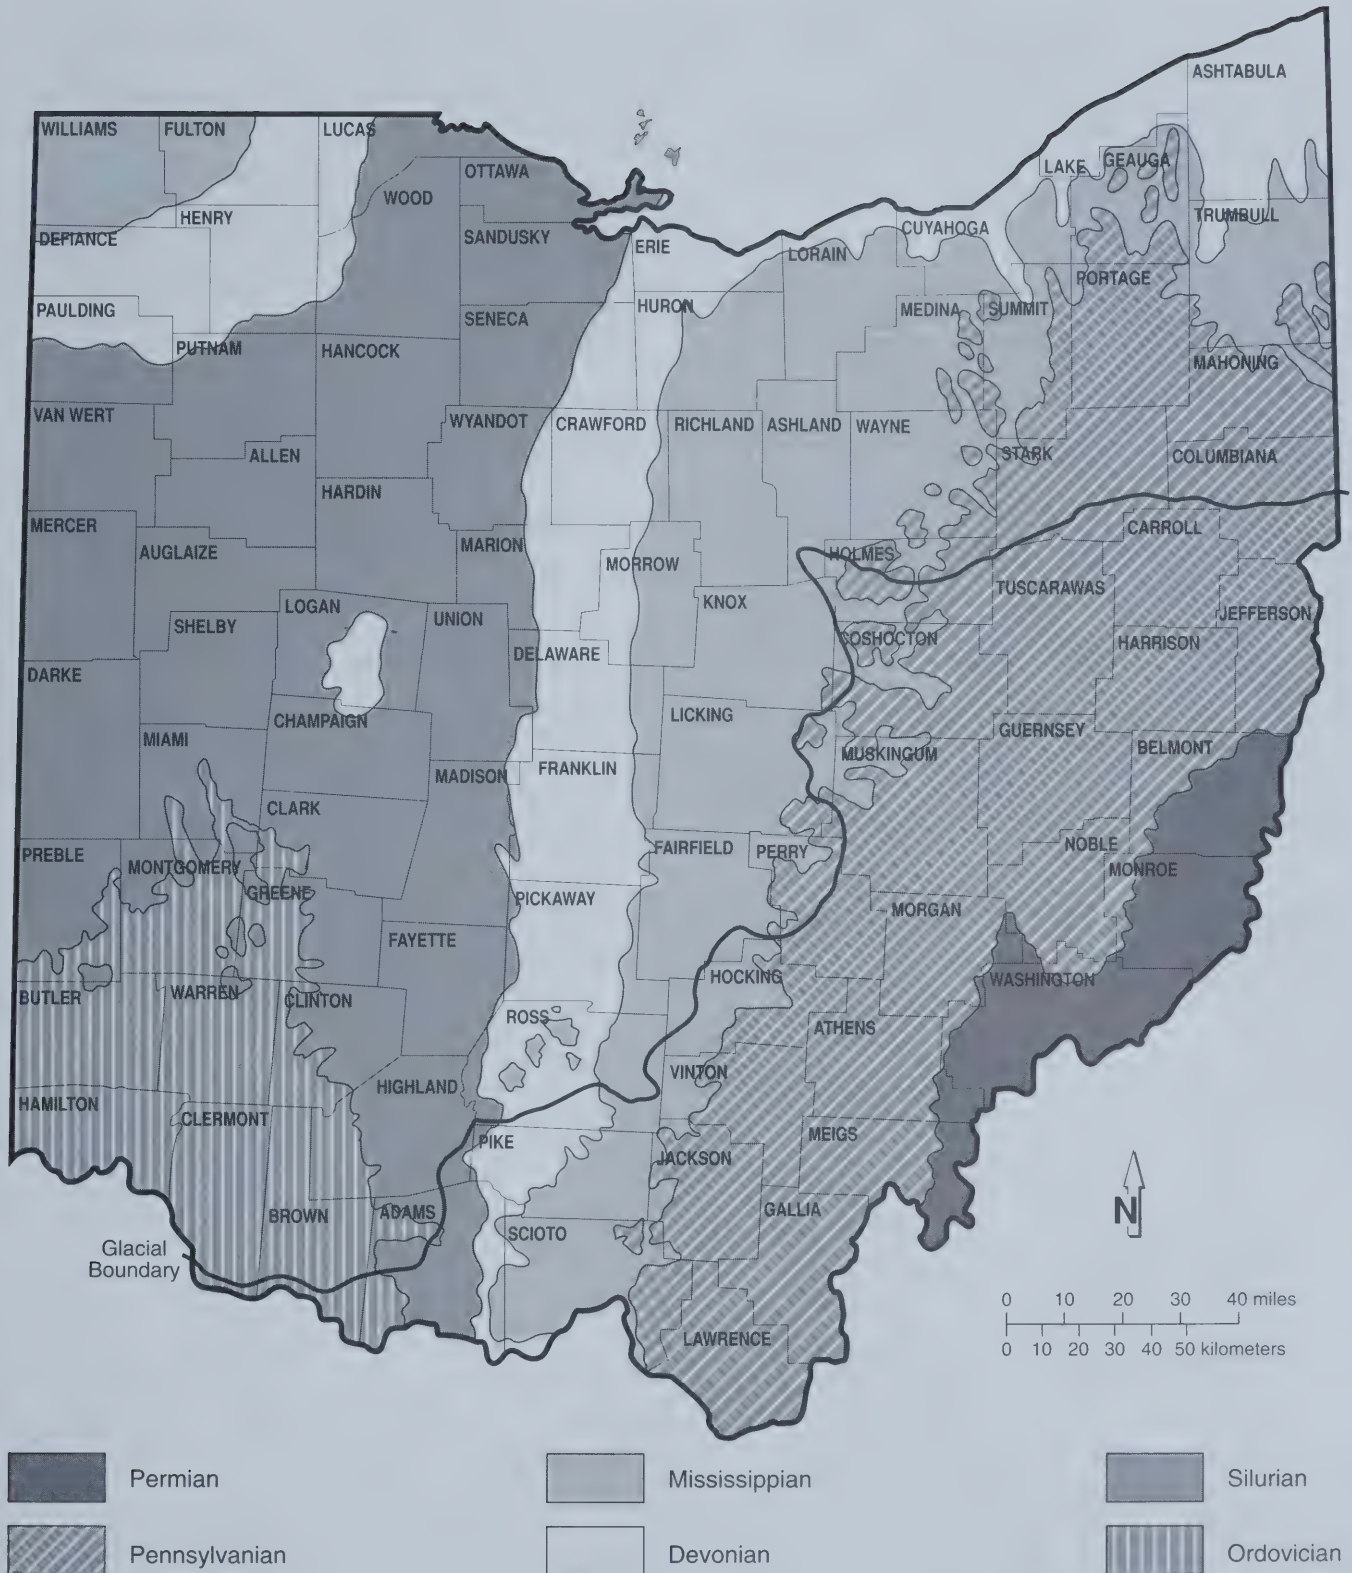 ASHTABULA
WILLIAMS
FULTON
LUCAS
LAKE
GEAUGA
OTTAWA
WOOD
HENRY
TRUMBULL
DEFIANCE
SANDUSKY
ERIE
CUYAHOGA
LORAIN
PORTAGE
PAULDING
SENECA
HURON
MEDINA
SUMMIT
PUTNAM
HANCOCK
MAHONING
VAN WERT
WYANDOT
CRAWFORD
RICHLAND
ASHLAND
WAYNE
ALLEN
STARK
COLUMBIANA
HARDIN
MERCER
AUGLAIZE
MARION
CARROLL
MORROW
HOLMES
TUSCARAWAS
LOGAN
UNION
KNOX
JEFFERSON
SHELBY
DELAWARE
COSHOCTON
HARRISON
DARKE
CHAMPAIGN
LICKING
GUERNSEY
MIAMI
MADISON
FRANKLIN
MUSKINGUM
BELMONT
CLARK
PREBLE
MONTGOMERY
FAIRFIELD
PERRY
NOBLE
MONROE
GREENE
PICKAWAY
MORGAN
FAYETTE
HOCKING
WASHINGTON
BUTLER
WARREN
CLINTON
ROSS
ATHENS
VINTON
HIGHLAND
HAMILTON
CLERMONT
PIKE
MEIGS
JACKSON
BROWN
ADAMS
GALLIA
N
SCIOTO
Glacial
Boundary
0 10 20 30 40 miles
LAWRENCE
0 10 20 30 40 50 kilometers
Permian
Mississippian
Silurian
Pennsylvanian
Devonian
Ordovician